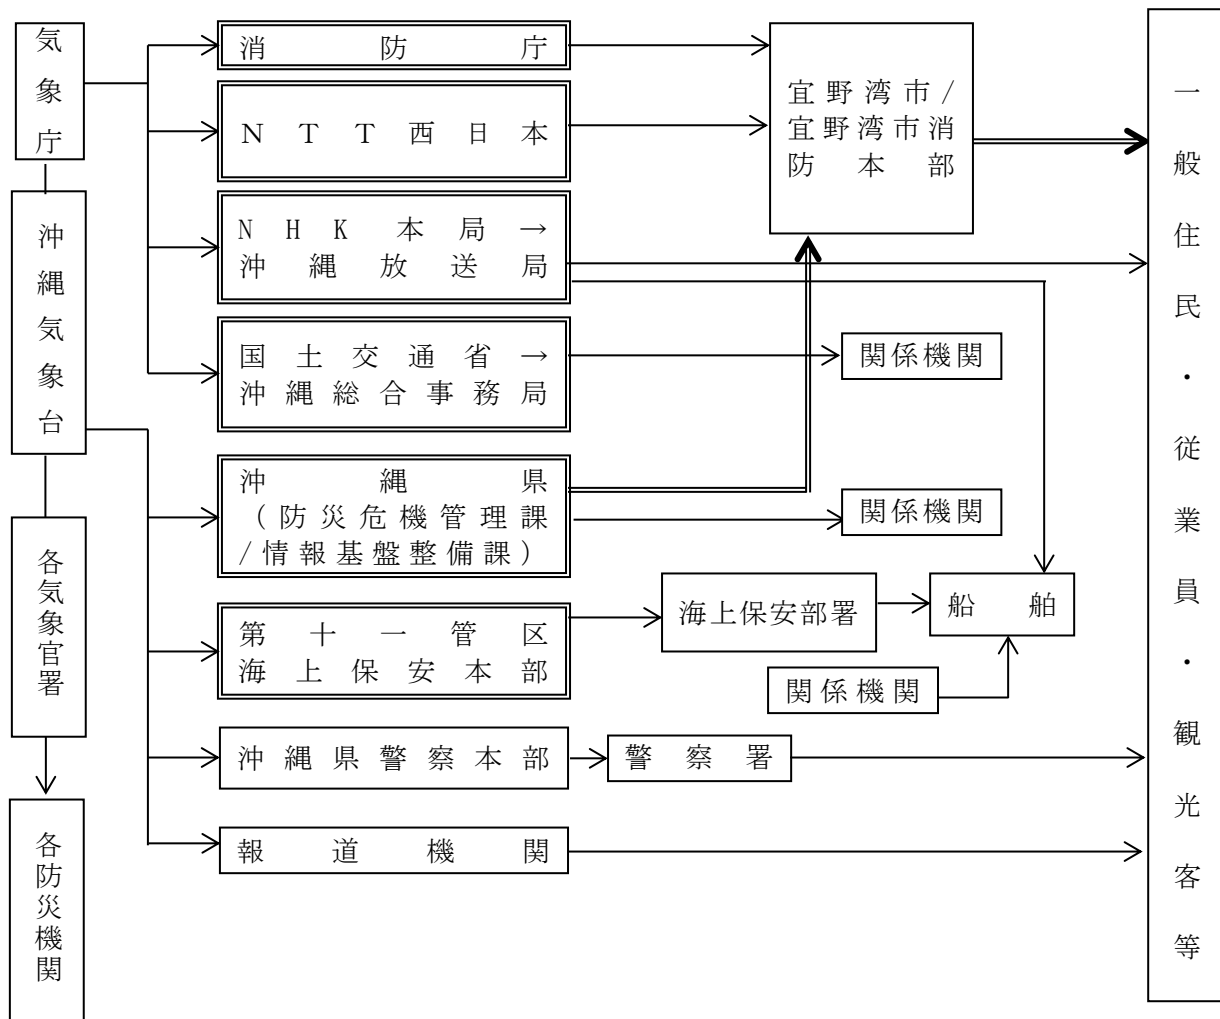 気象庁
沖縄気象台
各気象官署
各防災機関
消防庁
ＮＴＴ西日本
ＮＨＫ本局→
沖縄放送局
国土交通省→
沖縄総合事務局
沖縄県
（防災危機管理課
/情報基盤整備課）
第十一管区
海上保安本部
沖縄県警察本部
報道機関
宜野湾市/
宜野湾市消
防本部
関係機関
関係機関
海上保安部署
船舶
関係機関
警察署
一般住民・従業員・観光客等